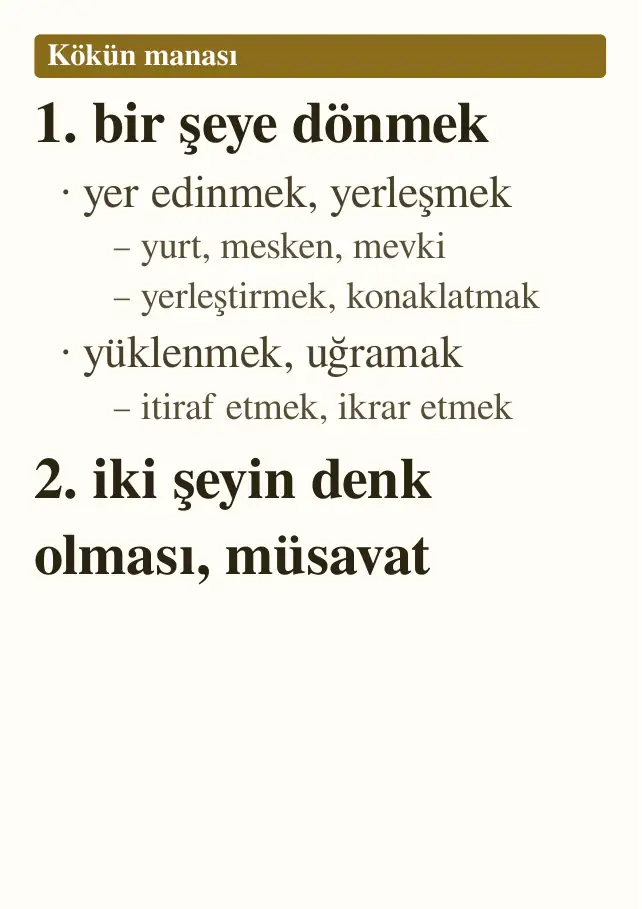 Kökün manası
1. bir şeye dönmek
· yer edinmek, yerleşmek
– yurt, mesken, mevki
– yerleştirmek, konaklatmak
· yüklenmek, uğramak
– itiraf etmek, ikrar etmek
2. iki şeyin denk
olması, müsavat